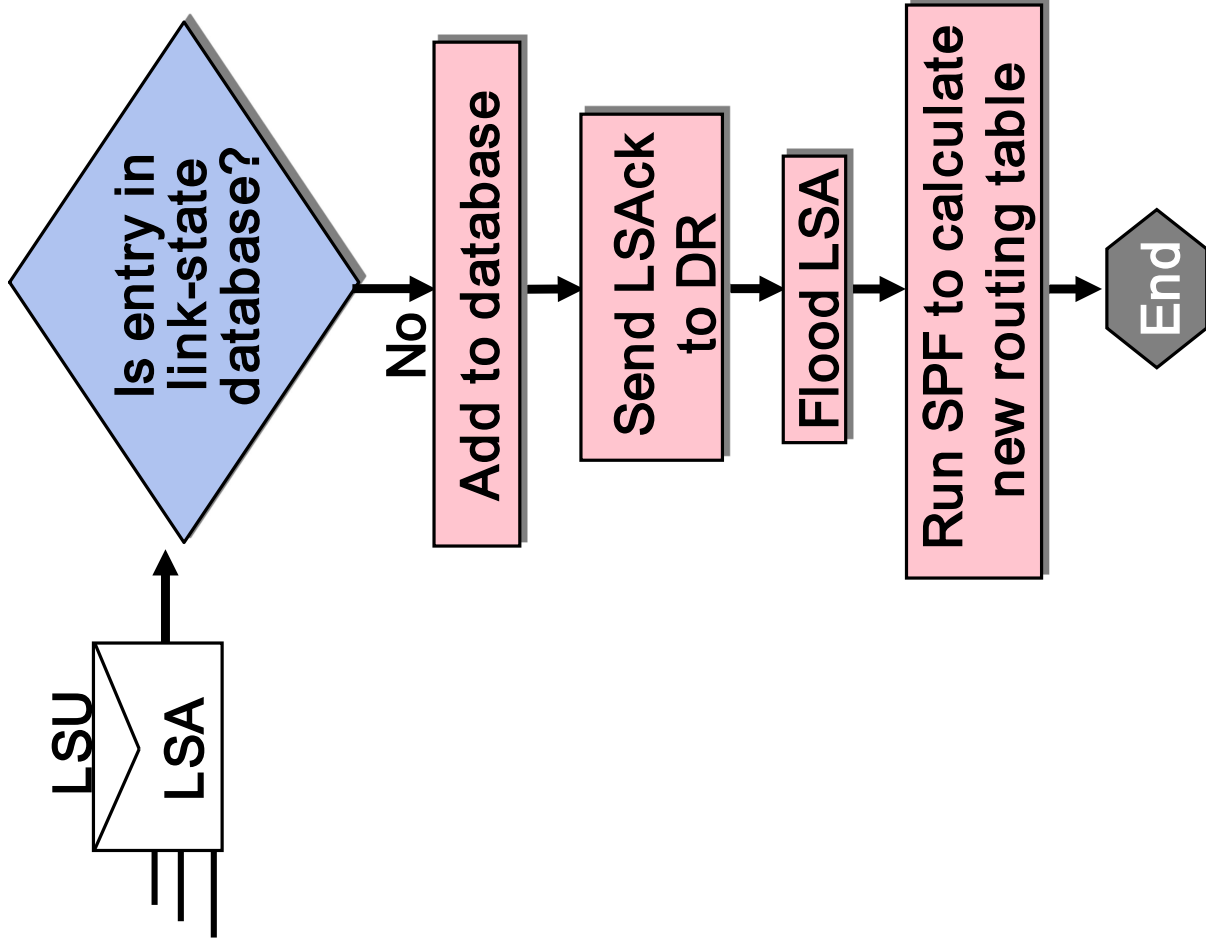 LSU
LSA
Is entry in
link-state
database?
No
Add to database
Send LSAck
to DR
Flood LSA
Run SPF to calculate
new routing table
End